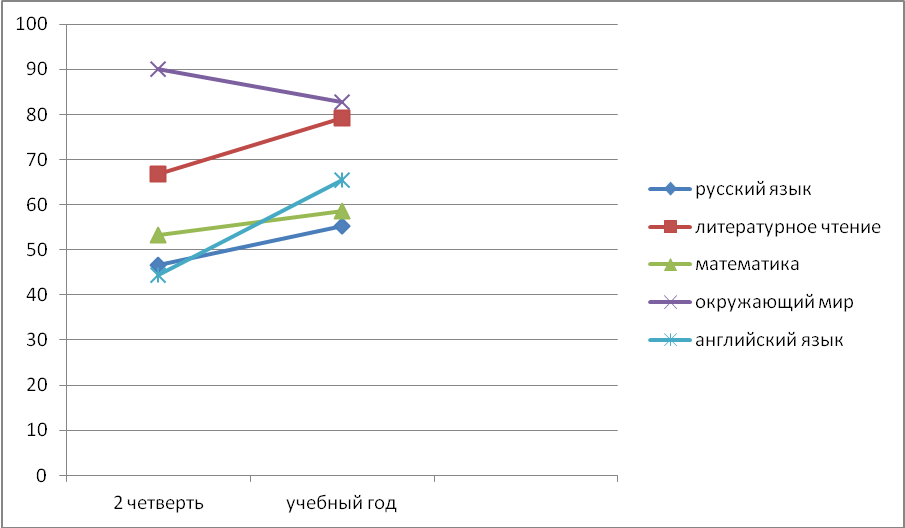 100
90
80
70
60
50
40
30
20
10
0
2 четверть
учебный год
русский язык
литературное чтение
математика
окружающий мир
английский язык